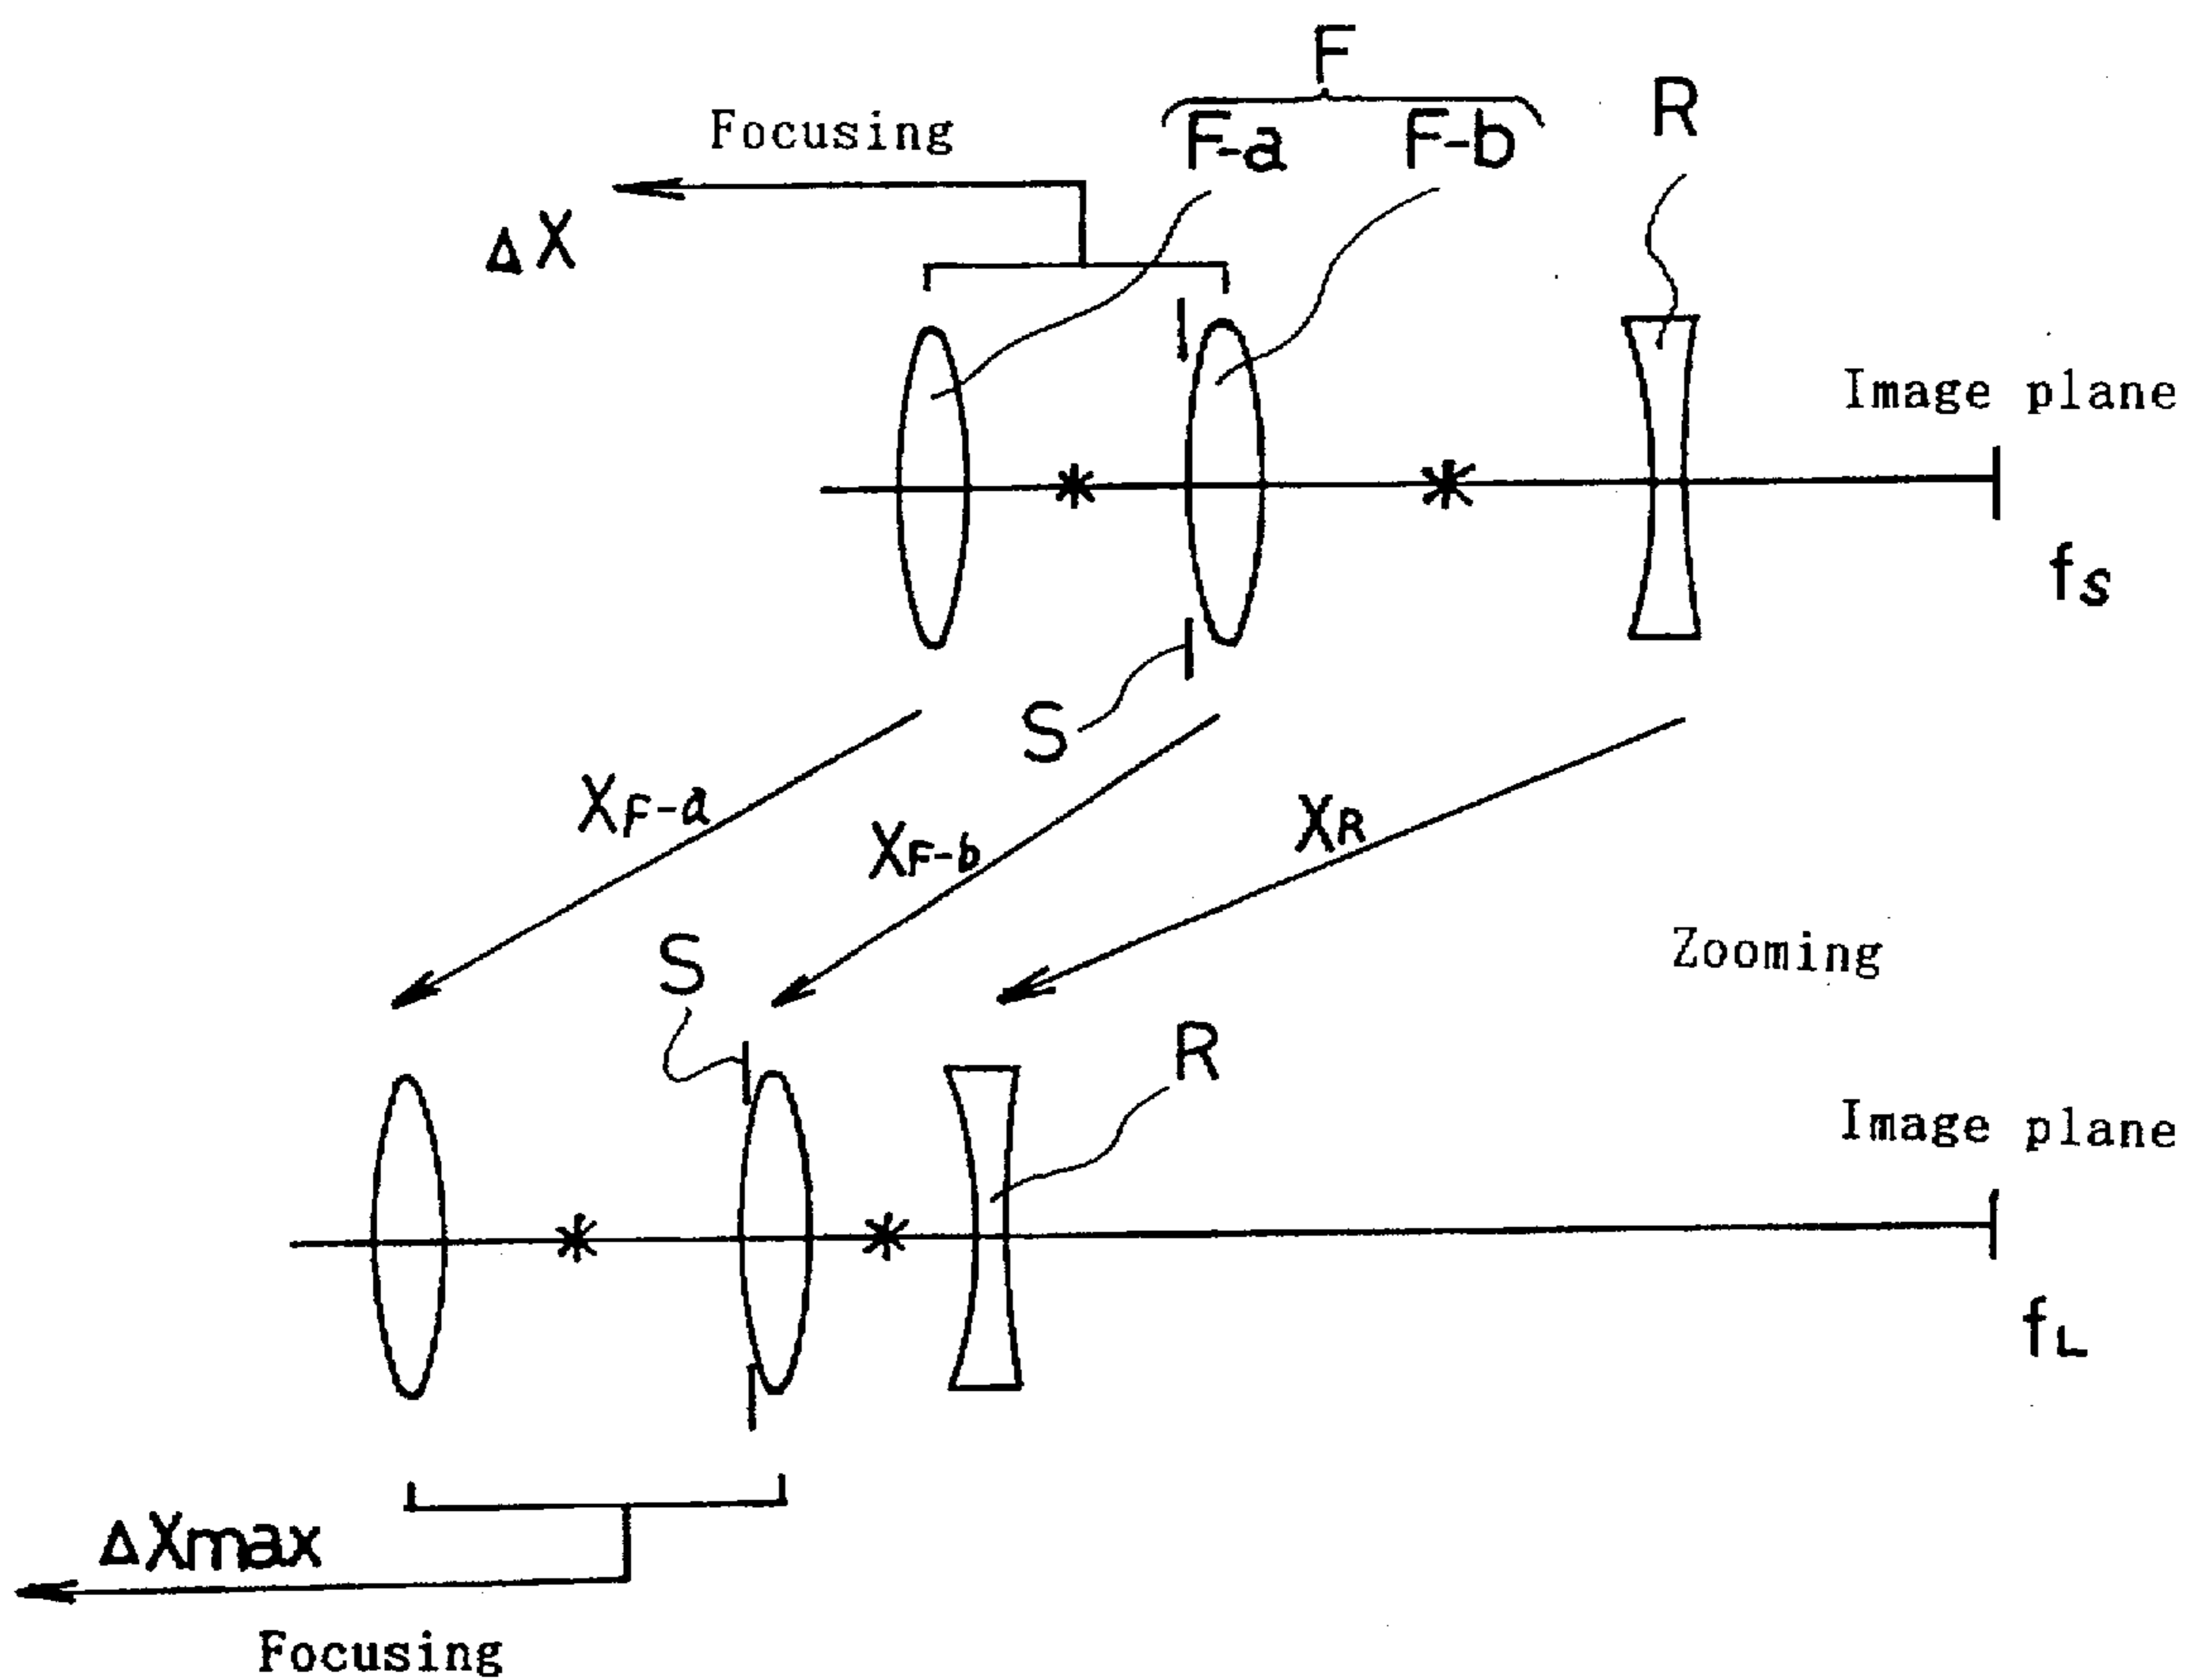 F
Focusing
F-a F-b R
ΔX
Image plane
fS
S
XF-a XF-b XR
S
Zooming
R
Image plane
fL
ΔXmax
Focusing